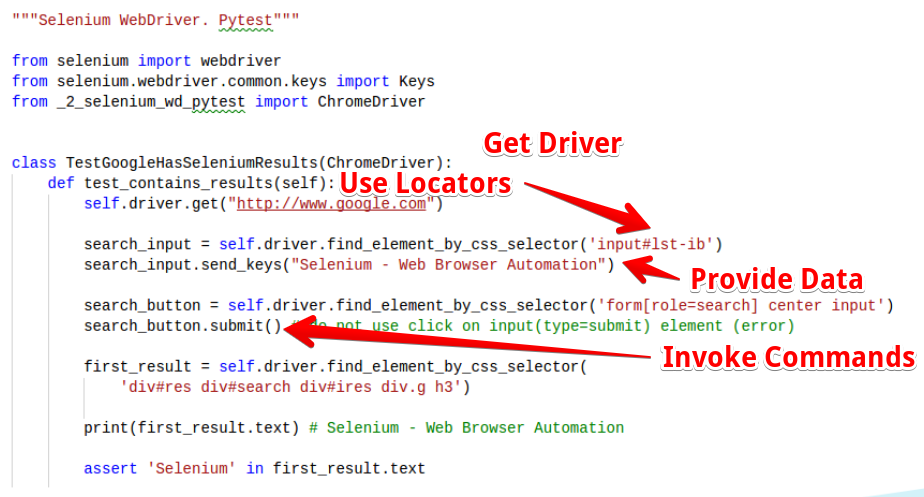 """Selenium WebDriver. Pytest"""
from selenium import webdriver
from selenium.webdriver.common.keys import Keys
from _2_selenium_wd_pytest import ChromeDriver
Get Driver
class TestGoogleHasSeleniumResults(ChromeDriver):
def test_contains_results(self):
Use Locators
self.driver.get("http://www.google.com")
search_input = self.driver.find_element_by_css_selector('input#lst-ib')
search_input.send_keys("Selenium - Web Browser Automation")
Provide Data
search_button = self.driver.find_element_by_css_selector('form[role=search] center input')
search_button.submit() # do not use click on input(type=submit) element (error)
Invoke Commands
first_result = self.driver.find_element_by_css_selector(
'div#res div#search div#ires div.g h3')
print(first_result.text) # Selenium - Web Browser Automation
assert 'Selenium' in first_result.text